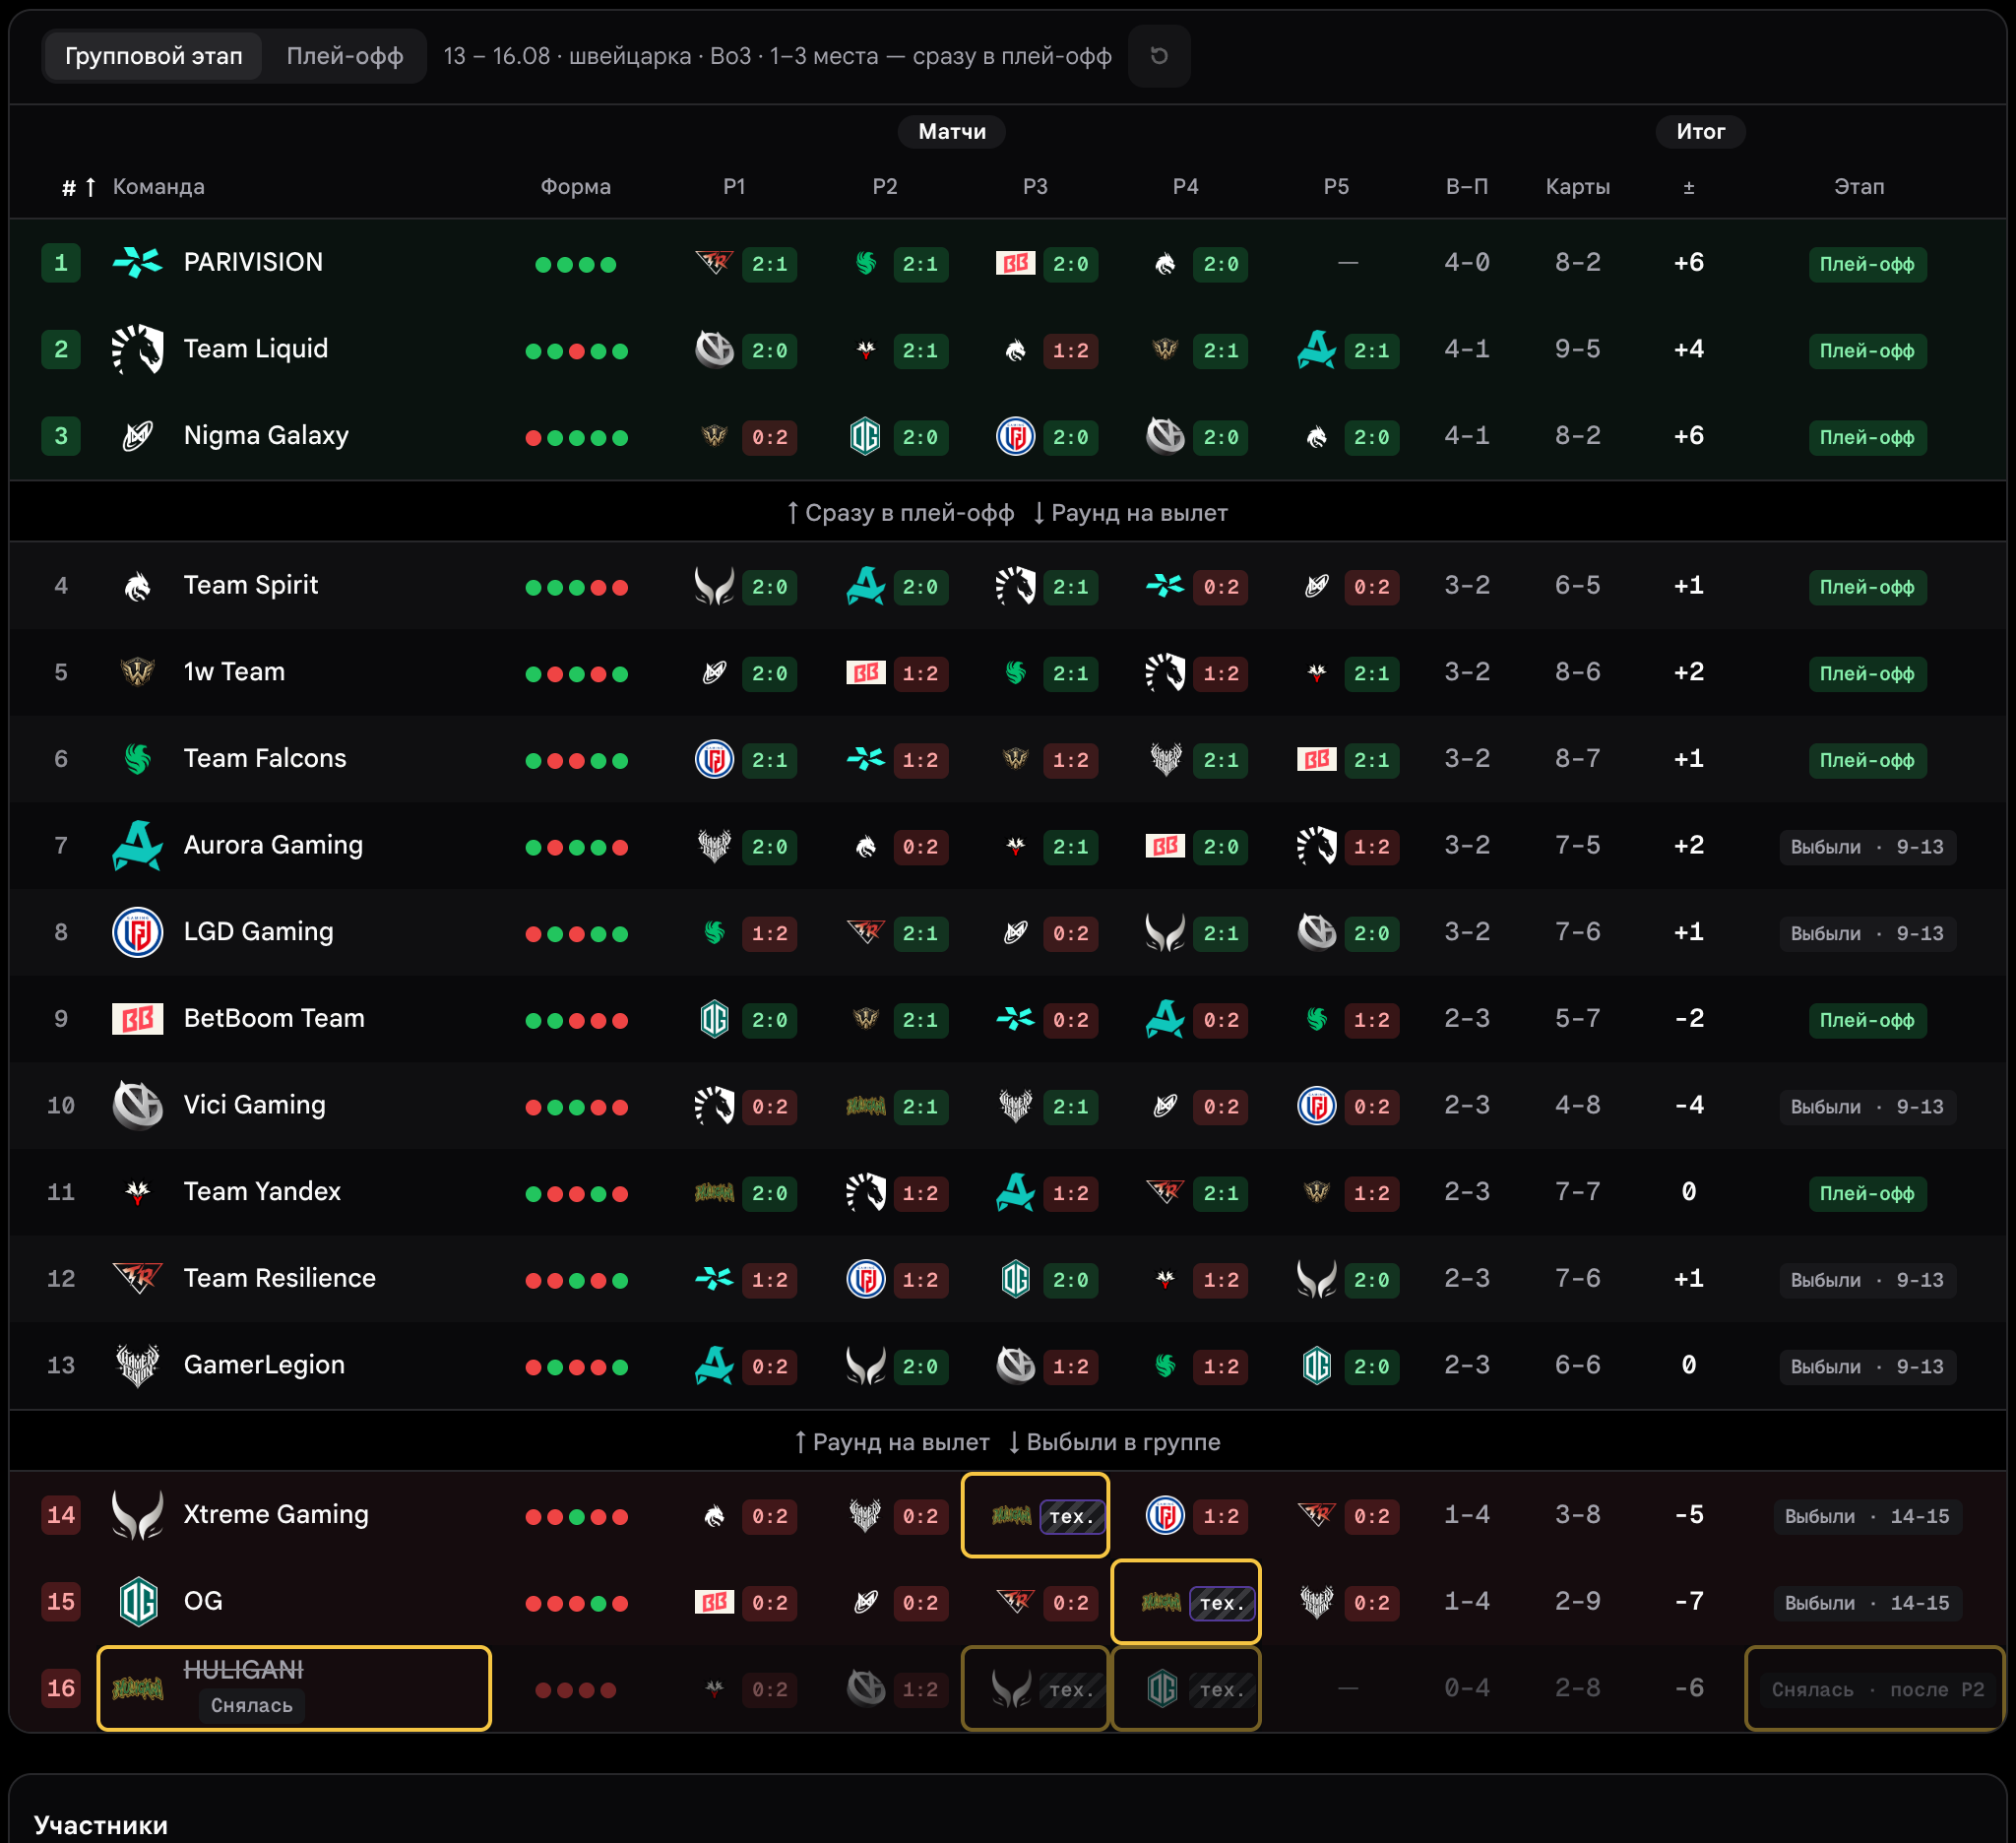 Групповой этап Плей-офф 13 – 16.08 · швейцарка · Bo3 · 1–3 места — сразу в плей-офф
Матчи Итог
# ↑ Команда Форма Р1 Р2 Р3 Р4 Р5 В–П Карты ± Этап
1 PARIVISION 2:1 2:1 2:0 2:0 — 4–0 8–2 +6 Плей-офф
2 Team Liquid 2:0 2:1 1:2 2:1 2:1 4–1 9–5 +4 Плей-офф
3 Nigma Galaxy 0:2 2:0 2:0 2:0 2:0 4–1 8–2 +6 Плей-офф
↑ Сразу в плей-офф ↓ Раунд на вылет
4 Team Spirit 2:0 2:0 2:1 0:2 0:2 3–2 6–5 +1 Плей-офф
5 1w Team 2:0 1:2 2:1 1:2 2:1 3–2 8–6 +2 Плей-офф
6 Team Falcons 2:1 1:2 1:2 2:1 2:1 3–2 8–7 +1 Плей-офф
7 Aurora Gaming 2:0 0:2 2:1 2:0 1:2 3–2 7–5 +2 Выбыли · 9–13
8 LGD Gaming 1:2 2:1 0:2 2:1 2:0 3–2 7–6 +1 Выбыли · 9–13
9 BetBoom Team 2:0 2:1 0:2 0:2 1:2 2–3 5–7 -2 Плей-офф
10 Vici Gaming 0:2 2:1 2:1 0:2 0:2 2–3 4–8 -4 Выбыли · 9–13
11 Team Yandex 2:0 1:2 1:2 2:1 1:2 2–3 7–7 0 Плей-офф
12 Team Resilience 1:2 1:2 2:0 1:2 2:0 2–3 7–6 +1 Выбыли · 9–13
13 GamerLegion 0:2 2:0 1:2 1:2 2:0 2–3 6–6 0 Выбыли · 9–13
↑ Раунд на вылет ↓ Выбыли в группе
14 Xtreme Gaming 0:2 0:2 тех. 1:2 0:2 1–4 3–8 -5 Выбыли · 14–15
15 OG 0:2 0:2 0:2 тех. 0:2 1–4 2–9 -7 Выбыли · 14–15
16 HULIGANI 0:2 1:2 тех. тех. — 0–4 2–8 -6 Снялась · после Р2
Снялась
Участники